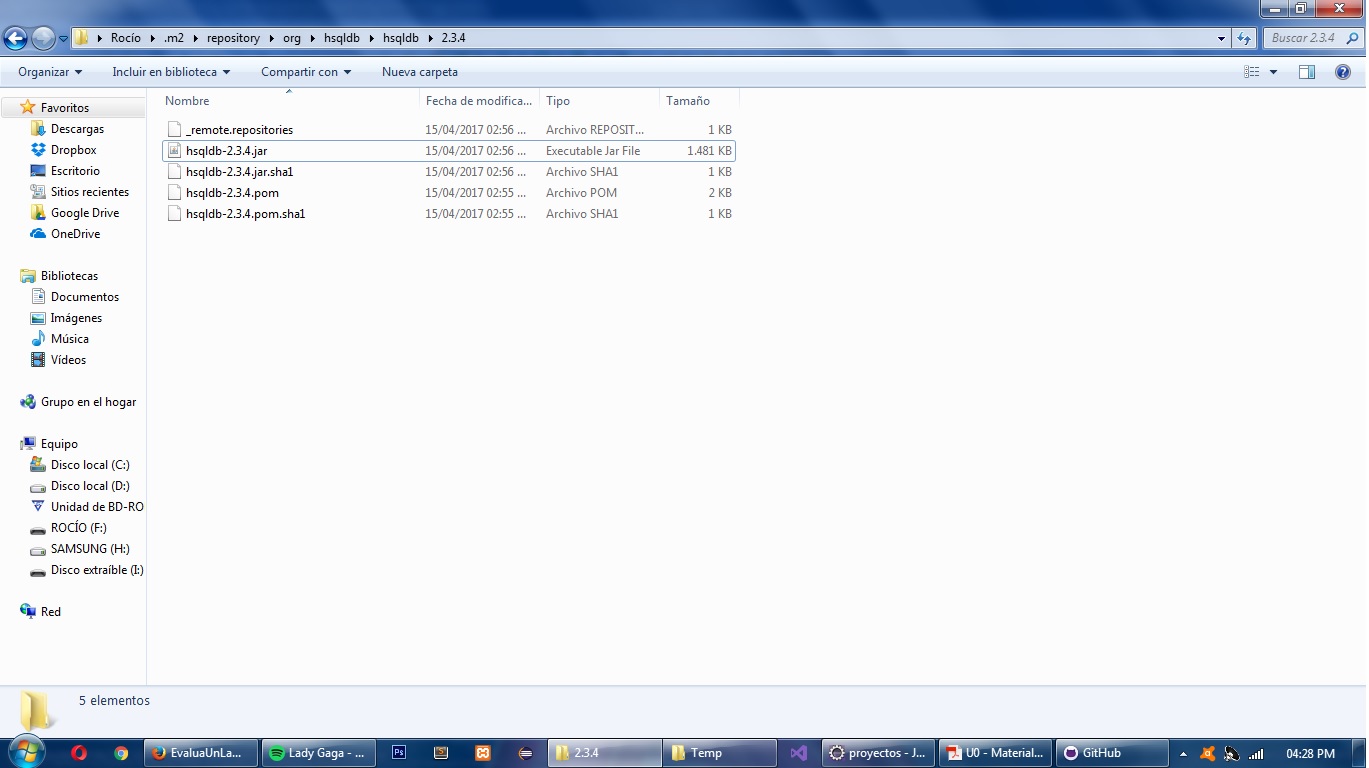 Rocío .m2 repository org hsqldb hsqldb 2.3.4 Buscar 2.3.4
Organizar Incluir en biblioteca Compartir con Nueva carpeta
Nombre Fecha de modifica... Tipo Tamaño
_remote.repositories 15/04/2017 02:56 ... Archivo REPOSIT... 1 KB
hsqldb-2.3.4.jar 15/04/2017 02:56 ... Executable Jar File 1.481 KB
hsqldb-2.3.4.jar.sha1 15/04/2017 02:56 ... Archivo SHA1 1 KB
hsqldb-2.3.4.pom 15/04/2017 02:55 ... Archivo POM 2 KB
hsqldb-2.3.4.pom.sha1 15/04/2017 02:55 ... Archivo SHA1 1 KB
Favoritos
Descargas
Dropbox
Escritorio
Sitios recientes
Google Drive
OneDrive
Bibliotecas
Documentos
Imágenes
Música
Vídeos
Grupo en el hogar
Equipo
Disco local (C:)
Disco local (D:)
Unidad de BD-RO
ROCÍO (F:)
SAMSUNG (H:)
Disco extraíble (I:)
Red
5 elementos
EvaluaUnLa... Lady Gaga - ... Ps 2.3.4 Temp proyectos - J... U0 - Material... GitHub 04:28 PM